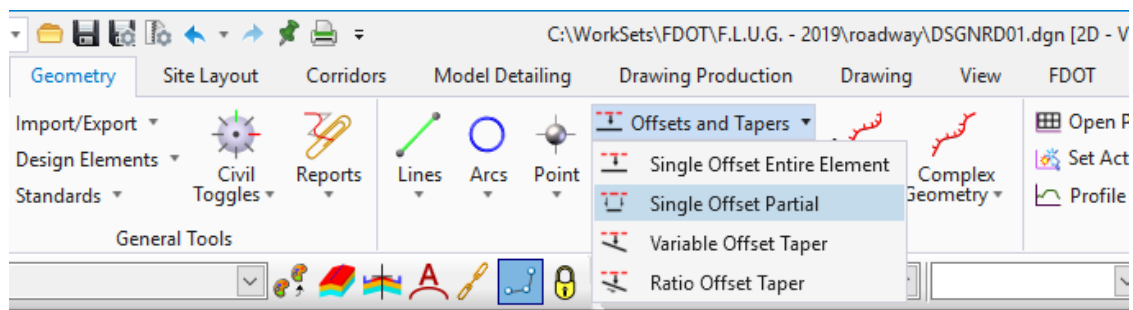 C:\WorkSets\FDOT\F.L.U.G. - 2019\roadway\DSGNRD01.dgn [2D - V
Geometry Site Layout Corridors Model Detailing Drawing Production Drawing View FDOT
Import/Export
Design Elements
Standards
Civil Toggles
Reports
Lines
Arcs
Point
Offsets and Tapers
Single Offset Entire Element
Single Offset Partial
Variable Offset Taper
Ratio Offset Taper
Complex
Geometry
Open P
Set Act
Profile
General Tools